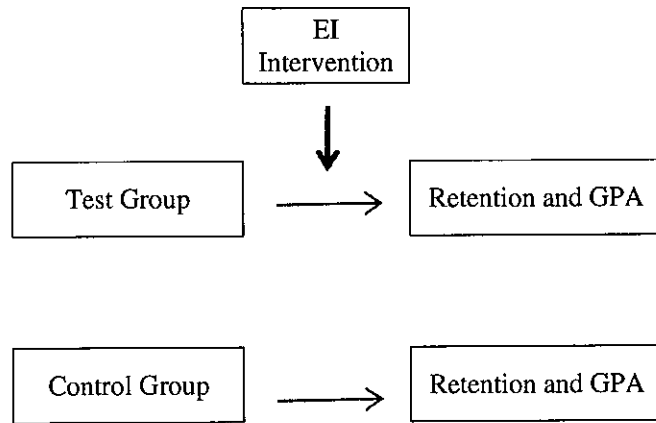 EI
Intervention
Test Group
Retention and GPA
Control Group
Retention and GPA